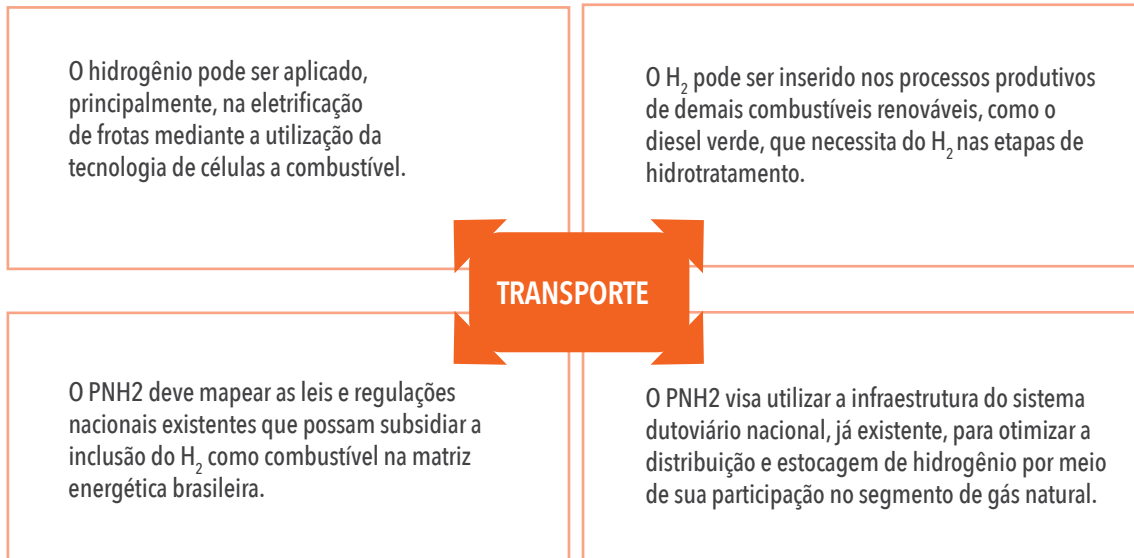 O hidrogênio pode ser aplicado,
principalmente, na eletrificação
de frotas mediante a utilização da
tecnologia de células a combustível.
O H₂ pode ser inserido nos processos produtivos
de demais combustíveis renováveis, como o
diesel verde, que necessita do H₂ nas etapas de
hidrotratamento.
TRANSPORTE
O PNH2 deve mapear as leis e regulações
nacionais existentes que possam subsidiar a
inclusão do H₂ como combustível na matriz
energética brasileira.
O PNH2 visa utilizar a infraestrutura do sistema
dutoviário nacional, já existente, para otimizar a
distribuição e estocagem de hidrogênio por meio
de sua participação no segmento de gás natural.